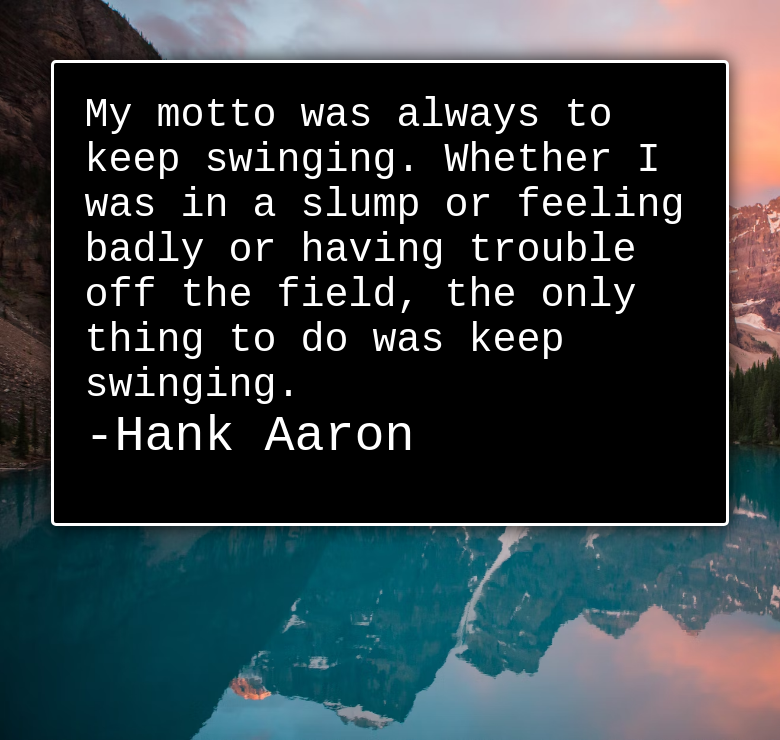 My motto was always to
keep swinging. Whether I
was in a slump or feeling
badly or having trouble
off the field, the only
thing to do was keep
swinging.
-Hank Aaron